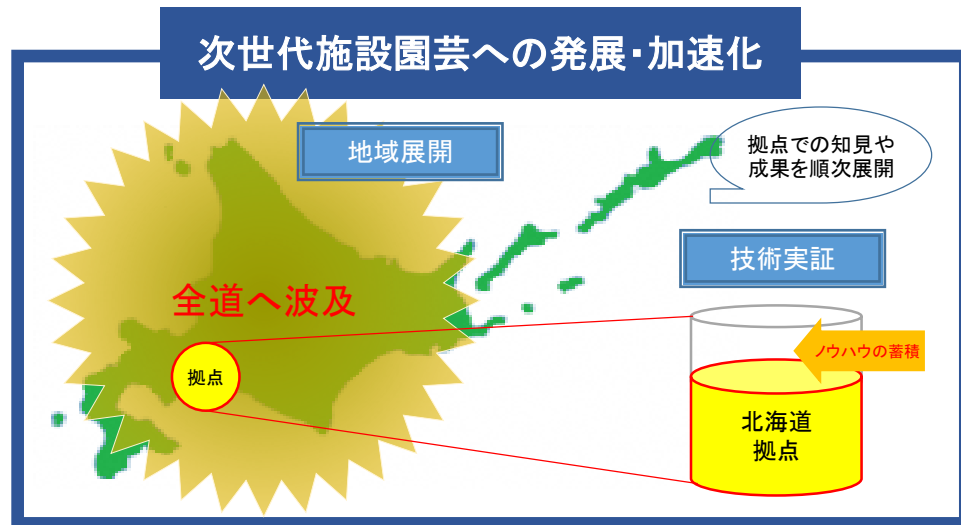 次世代施設園芸への発展・加速化
地域展開
拠点での知見や
成果を順次展開
技術実証
全道へ波及
ノウハウの蓄積
拠点
北海道
拠点